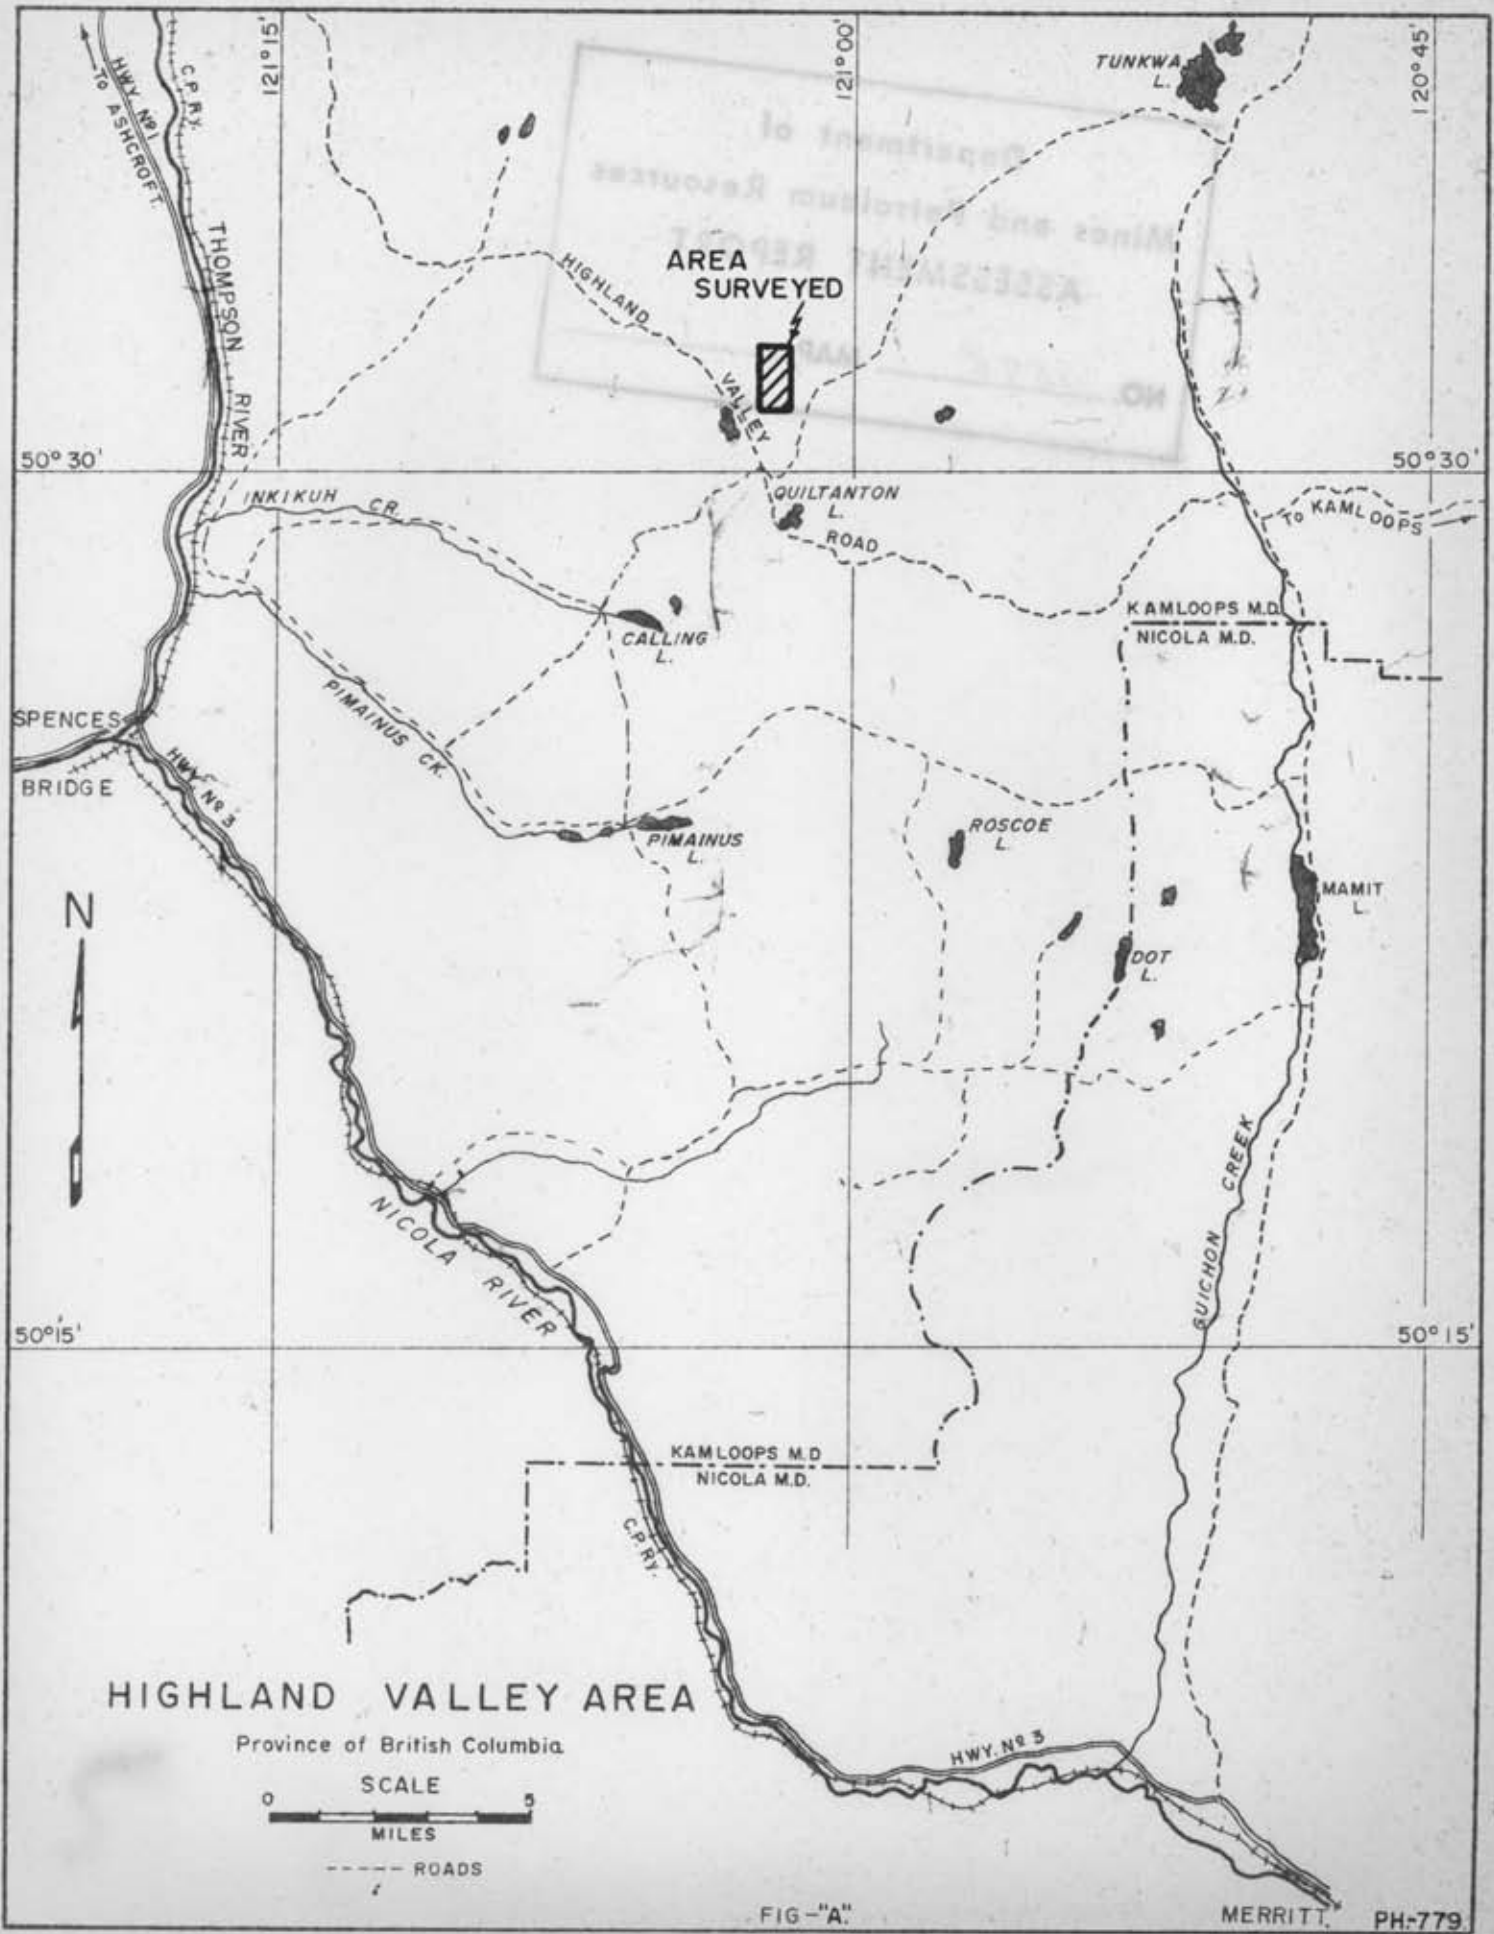 121° 15'
121° 00'
120° 45'
HWY. Nº 1
TO ASHCROFT.
C.P. Ry.
TUNKWA
L.
Department of
Mines and Petroleum Resources
ASSESSMENT REPORT
NO. MAP
THOMPSON RIVER
HIGHLAND VALLEY ROAD
AREA
SURVEYED
50° 30'
50° 30'
INKIKUH CR.
QUILTANTON
L.
TO KAMLOOPS
KAMLOOPS M.D.
NICOLA M.D.
CALLING
L.
PIMAINUS CK.
SPENCES
BRIDGE
HWY. Nº 3
PIMAINUS
L.
ROSCOE
L.
MAMIT
L.
N
DOT
L.
GUICHON CREEK
NICOLA RIVER
50° 15'
50° 15'
KAMLOOPS M.D
NICOLA M.D.
C.P. Ry.
HIGHLAND VALLEY AREA
Province of British Columbia
SCALE
0 5
MILES
ROADS
HWY. Nº 3
FIG-"A".
MERRITT.
PH-779